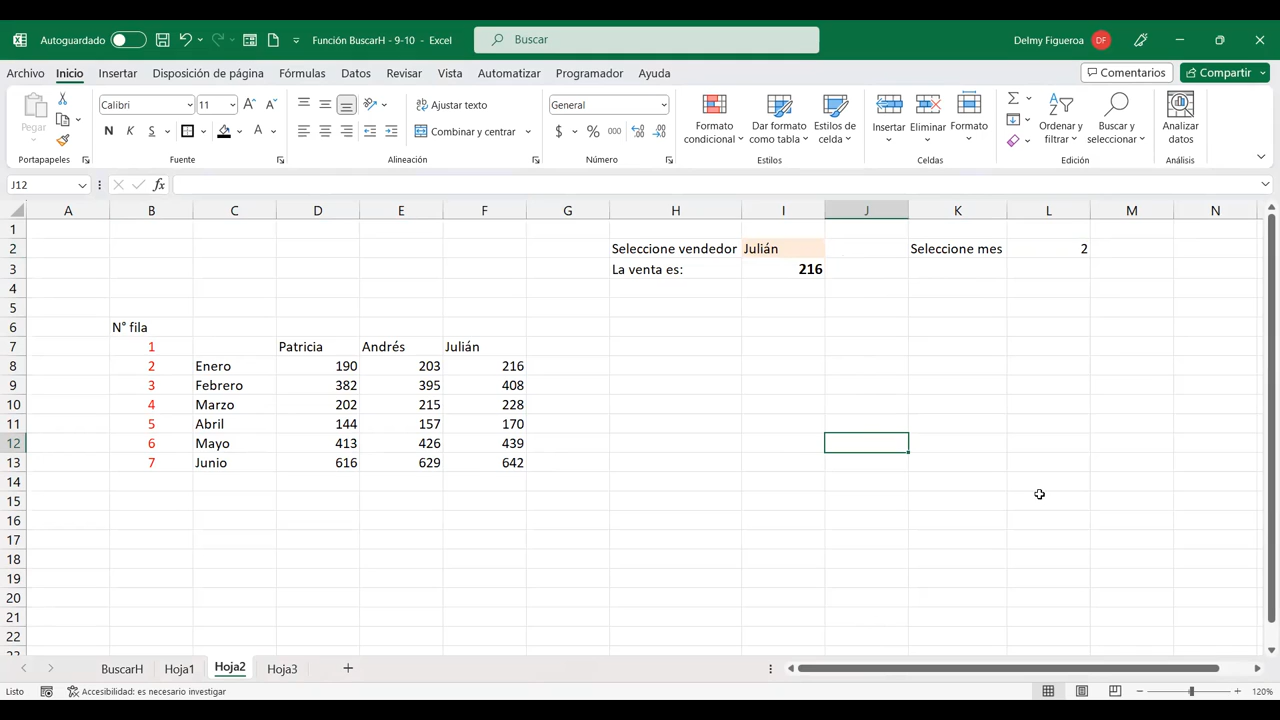 Autoguardado
Función BuscarH - 9-10 - Excel
Buscar
Delmy Figueroa DF
Archivo Inicio Insertar Disposición de página Fórmulas Datos Revisar Vista Automatizar Programador Ayuda
Comentarios Compartir
Pegar
Portapapeles
Calibri 11
N K S
Fuente
Ajustar texto
Combinar y centrar
Alineación
General
$ % 000
Número
Formato condicional
Dar formato como tabla
Estilos de celda
Estilos
Insertar Eliminar Formato
Celdas
Ordenar y filtrar
Buscar y seleccionar
Edición
Analizar datos
Análisis
J12 fx
A B C D E F G H I J K L M N
1
2 Seleccione vendedor Julián Seleccione mes 2
3 La venta es: 216
4
5
6 N° fila
7 1 Patricia Andrés Julián
8 2 Enero 190 203 216
9 3 Febrero 382 395 408
10 4 Marzo 202 215 228
11 5 Abril 144 157 170
12 6 Mayo 413 426 439
13 7 Junio 616 629 642
14
15
16
17
18
19
20
21
22
BuscarH Hoja1 Hoja2 Hoja3
Listo Accesibilidad: es necesario investigar 120%